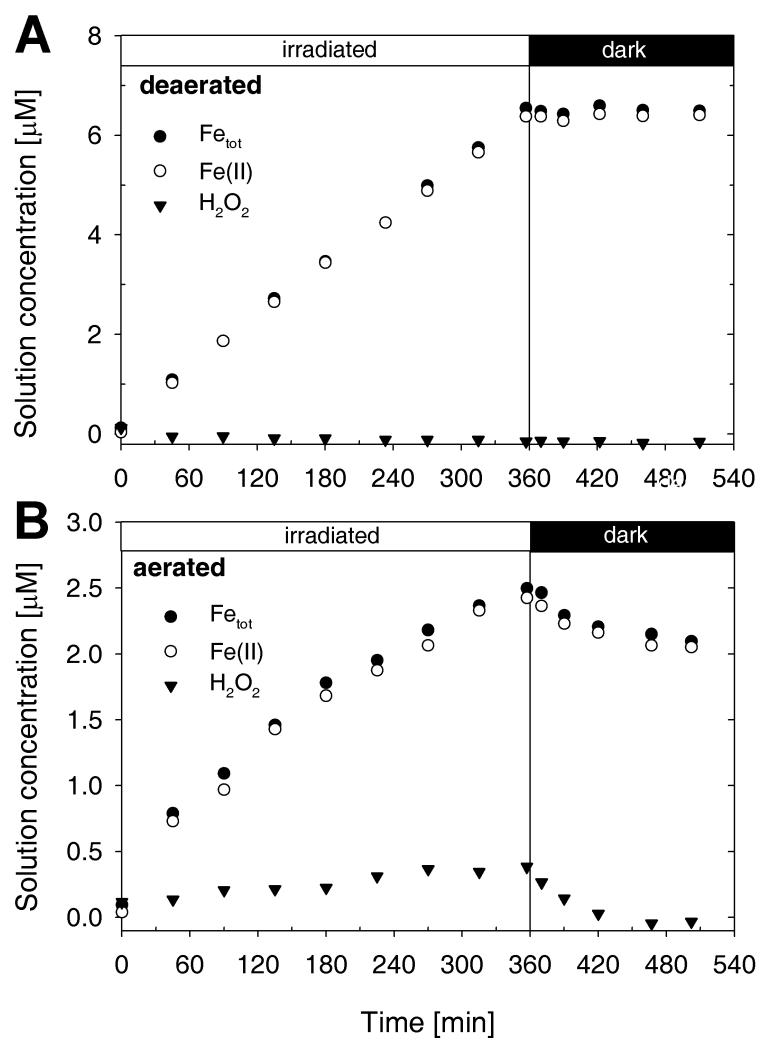 A
8
irradiated dark
deaerated
Fetot
6
Fe(II)
H2O2
4
2
0
Solution concentration [µM]
0 60 120 180 240 300 360 420 480 540
B
3.0
irradiated dark
aerated
2.5
Fetot
Fe(II)
2.0
H2O2
1.5
1.0
0.5
0.0
Solution concentration [µM]
0 60 120 180 240 300 360 420 480 540
Time [min]